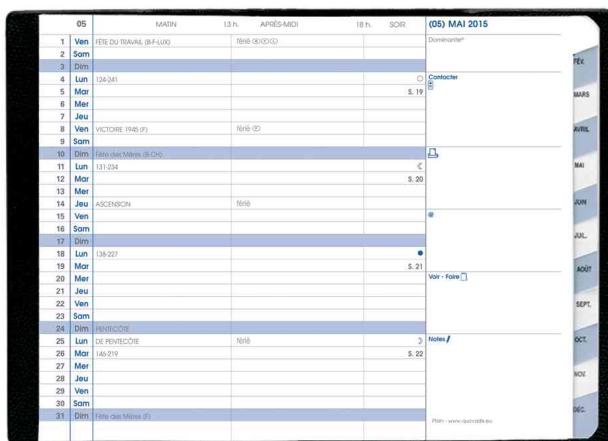 05 MATIN 13 h. APRÈS-MIDI 18 h. SOIR (05) MAI 2015
1 Ven FÊTE DU TRAVAIL (B-F-LUX) férié Dominante®
2 Sam
3 Dim
4 Lun 124-241 Contacter
5 Mar S. 19
6 Mer
7 Jeu
8 Ven VICTOIRE 1945 (F) férié F
9 Sam
10 Dim Fête des Mères (B-CH)
11 Lun 131-234
12 Mar S. 20
13 Mer
14 Jeu ASCENSION férié
15 Ven
16 Sam
17 Dim
18 Lun 138-227
19 Mar S. 21
20 Mer Voir - Faire
21 Jeu
22 Ven
23 Sam
24 Dim PENTECÔTE
25 Lun DE PENTECÔTE férié Notes
26 Mar 146-219 S. 22
27 Mer
28 Jeu
29 Ven
30 Sam
31 Dim Fête des Mères (F)
Plan - www.quovadis.eu
FÉV.
MARS
AVRIL
MAI
JUIN
JUIL.
AOÛT
SEPT.
OCT.
NOV.
DÉC.